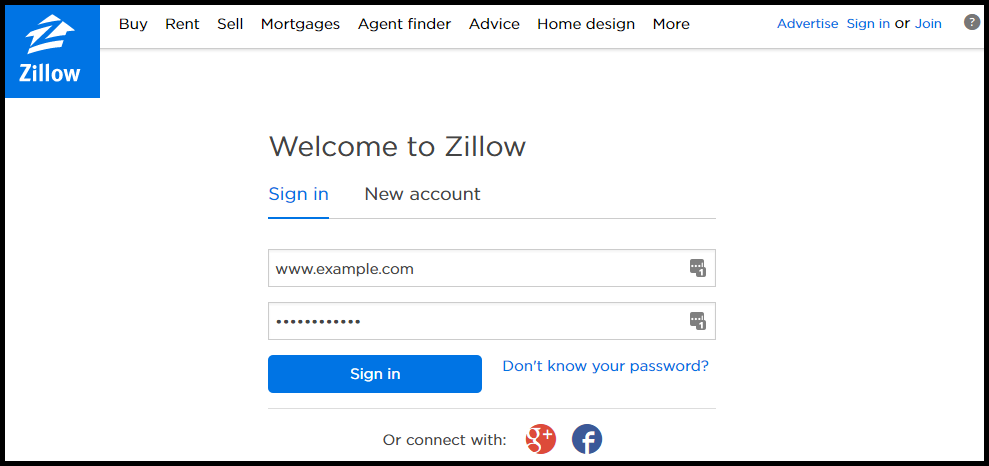 Buy Rent Sell Mortgages Agent finder Advice Home design More Advertise Sign in or Join ?
Zillow
Welcome to Zillow
Sign in New account
www.example.com
••••••••••••
Sign in Don't know your password?
Or connect with: g+ f